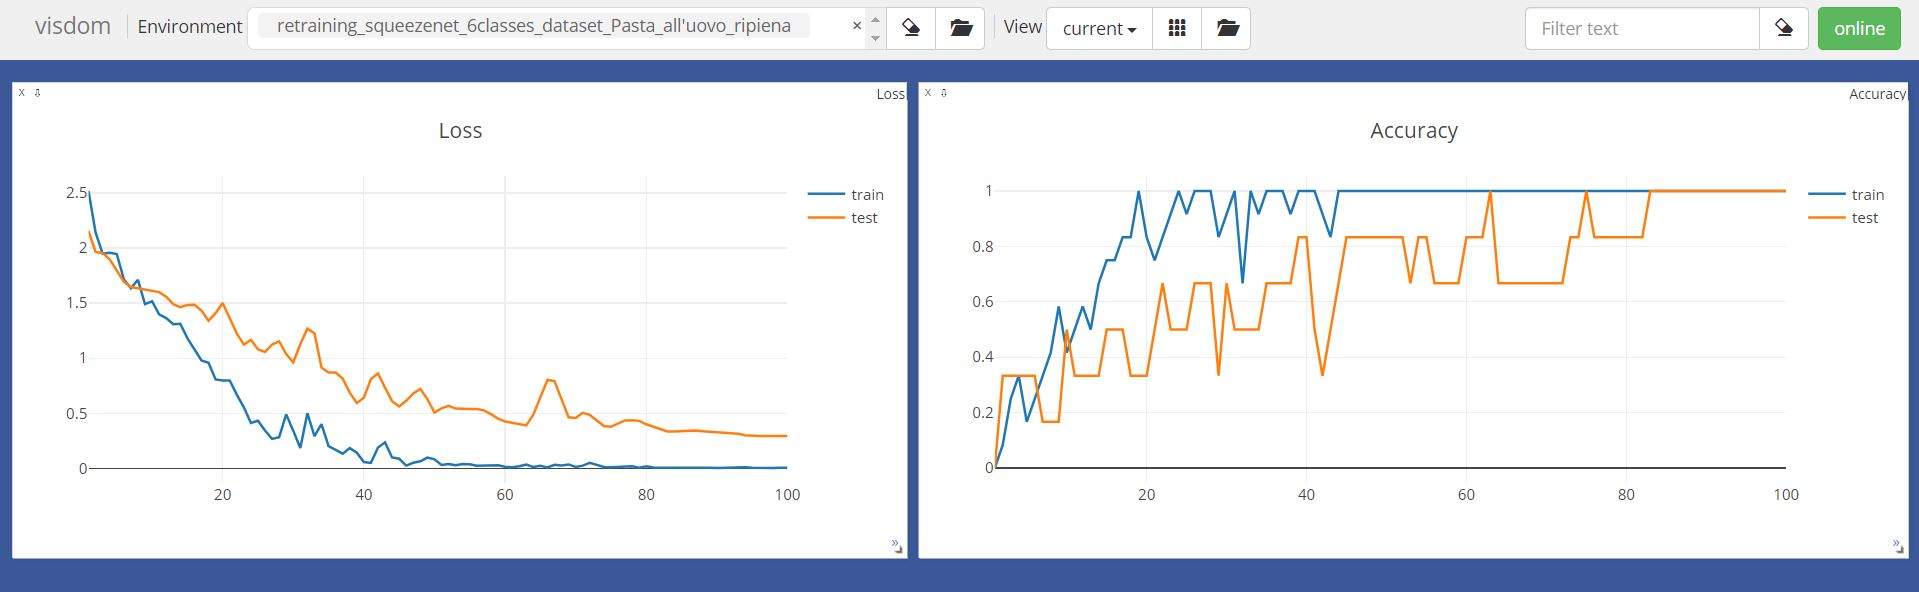 visdom Environment retraining_squeezenet_6classes_dataset_Pasta_all'uovo_ripiena × View current Filter text online
X Loss
Loss
2.5
2
1.5
1
0.5
0
20 40 60 80 100
train
test
»
X Accuracy
Accuracy
1
0.8
0.6
0.4
0.2
0
20 40 60 80 100
train
test
»